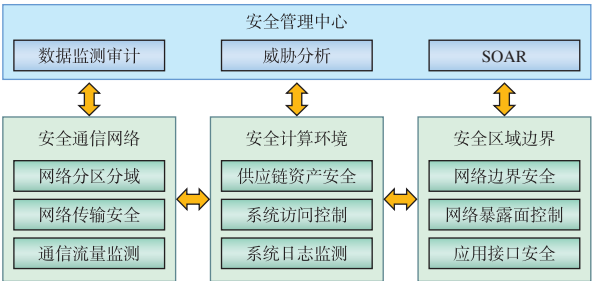 安全管理中心
数据监测审计
威胁分析
SOAR
安全通信网络
网络分区分域
网络传输安全
通信流量监测
安全计算环境
供应链资产安全
系统访问控制
系统日志监测
安全区域边界
网络边界安全
网络暴露面控制
应用接口安全